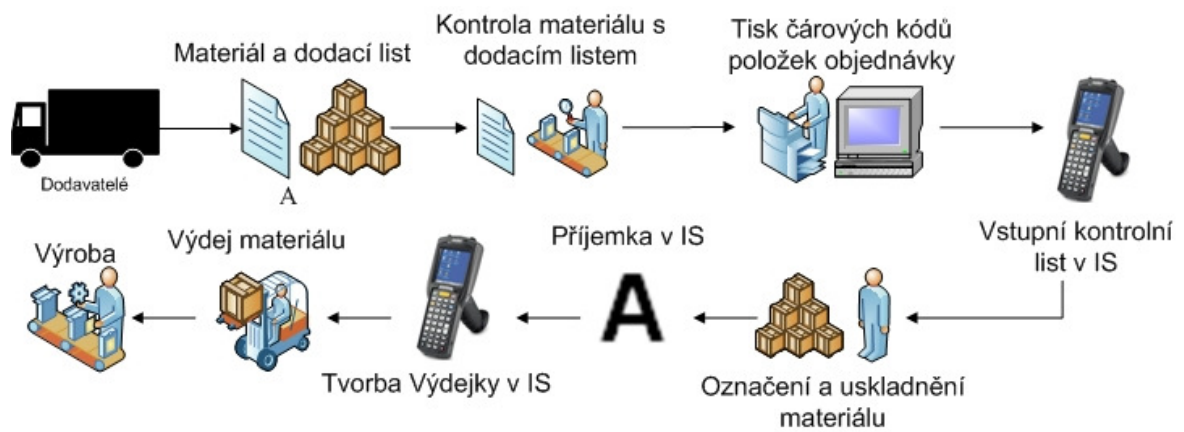 Materiál a dodací list
Kontrola materiálu s
dodacím listem
Tisk čárových kódů
položek objednávky
Dodavatelé
A
Vstupní kontrolní
list v IS
Výroba
Výdej materiálu
Příjemka v IS
A
Tvorba Výdejky v IS
Označení a uskladnění
materiálu